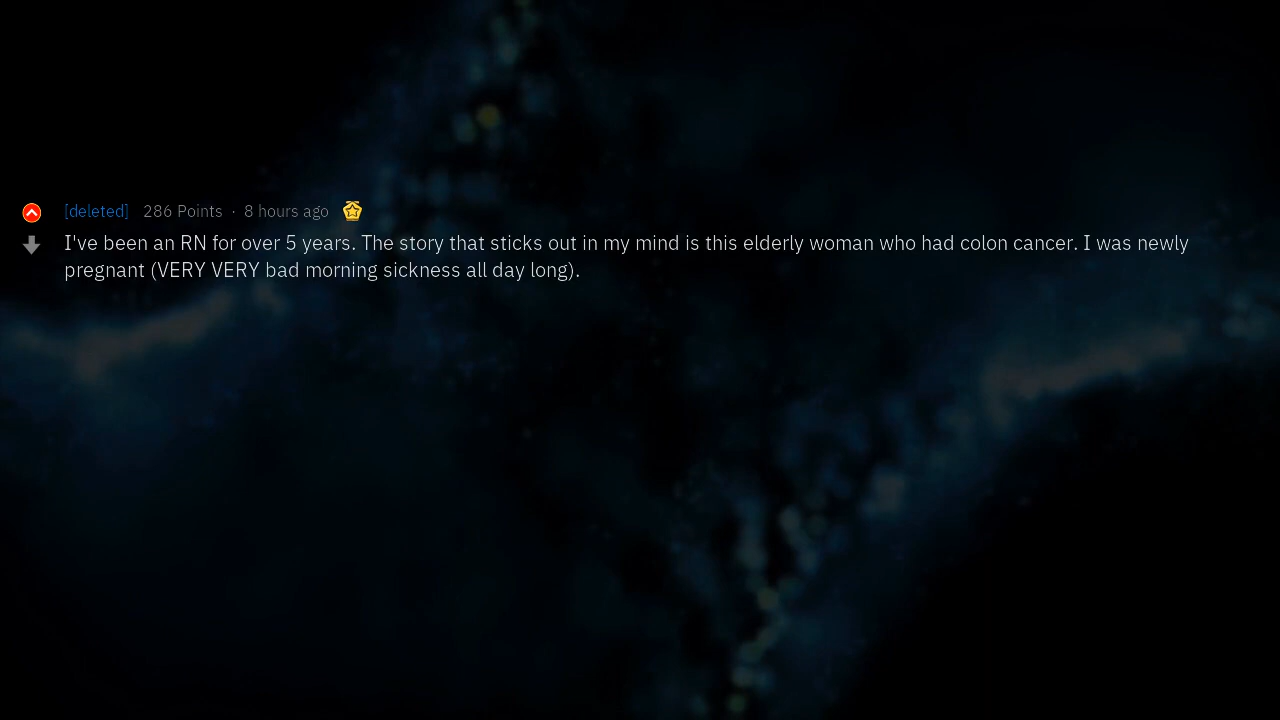 [deleted] 286 Points · 8 hours ago
I've been an RN for over 5 years. The story that sticks out in my mind is this elderly woman who had colon cancer. I was newly
pregnant (VERY VERY bad morning sickness all day long).